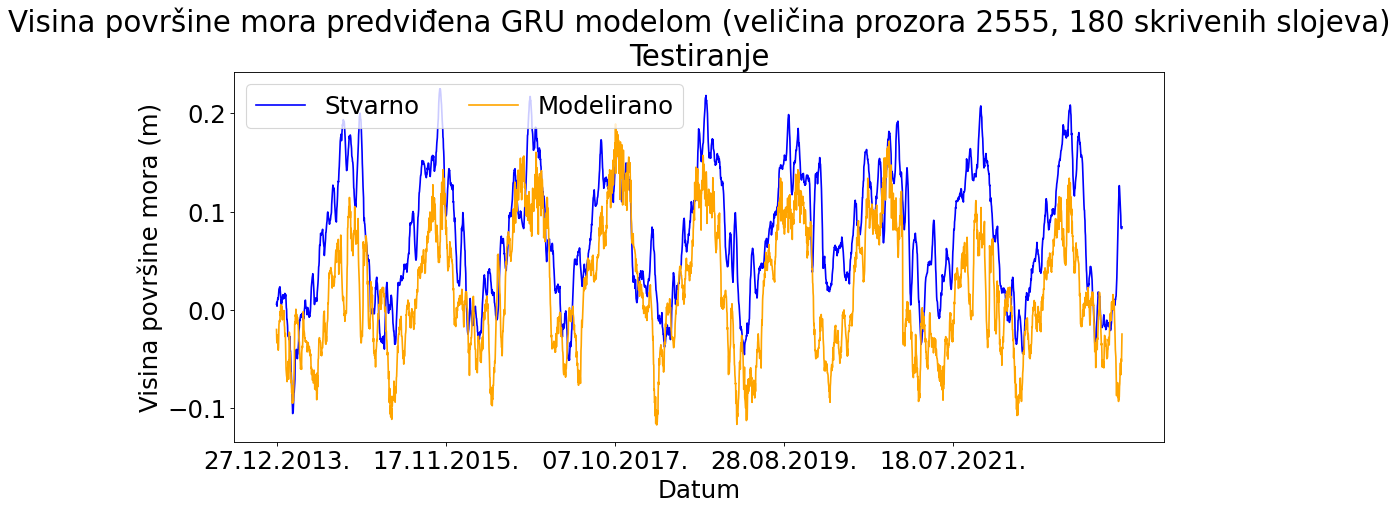 Visina površine mora predviđena GRU modelom (veličina prozora 2555, 180 skrivenih slojeva)
Testiranje
Stvarno Modelirano
Visina površine mora (m)
0.2
0.1
0.0
−0.1
27.12.2013. 17.11.2015. 07.10.2017. 28.08.2019. 18.07.2021.
Datum